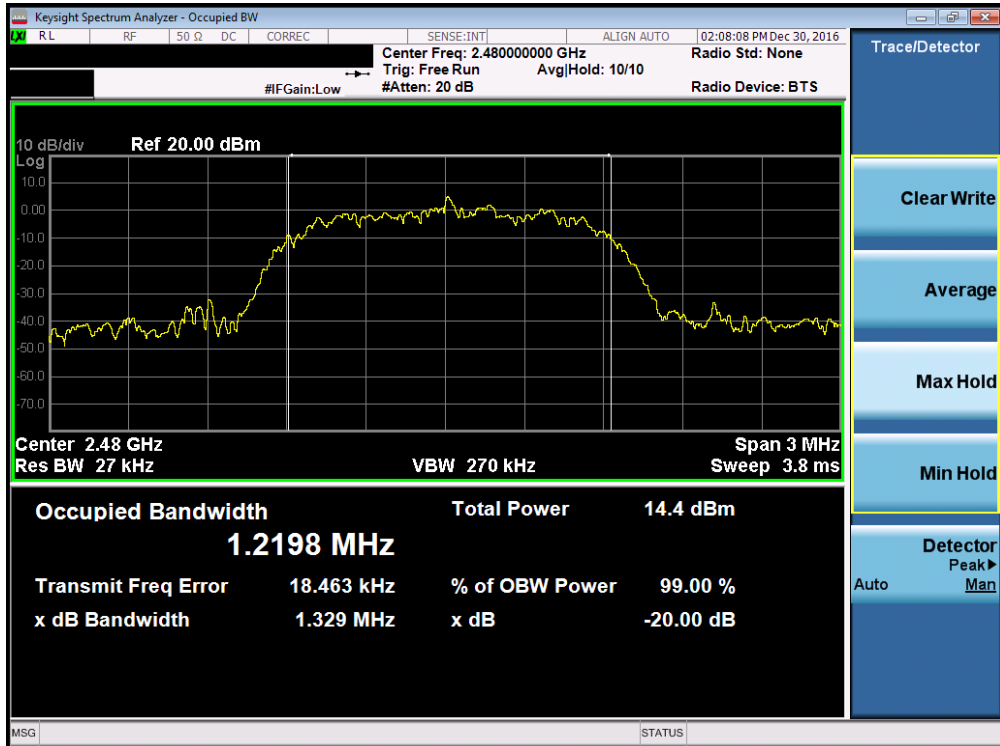 Keysight Spectrum Analyzer - Occupied BW
LXI RL RF 50 Ω DC CORREC SENSE:INT ALIGN AUTO 02:08:08 PM Dec 30, 2016
Center Freq: 2.480000000 GHz Radio Std: None
Trig: Free Run Avg|Hold: 10/10
#IFGain:Low #Atten: 20 dB Radio Device: BTS
10 dB/div Ref 20.00 dBm
Log
10.0
0.00
-10.0
-20.0
-30.0
-40.0
-50.0
-60.0
-70.0
Center 2.48 GHz Span 3 MHz
Res BW 27 kHz VBW 270 kHz Sweep 3.8 ms
Occupied Bandwidth Total Power 14.4 dBm
1.2198 MHz
Transmit Freq Error 18.463 kHz % of OBW Power 99.00 %
x dB Bandwidth 1.329 MHz x dB -20.00 dB
MSG STATUS
Trace/Detector
Clear Write
Average
Max Hold
Min Hold
Detector
Peak▶
Auto Man